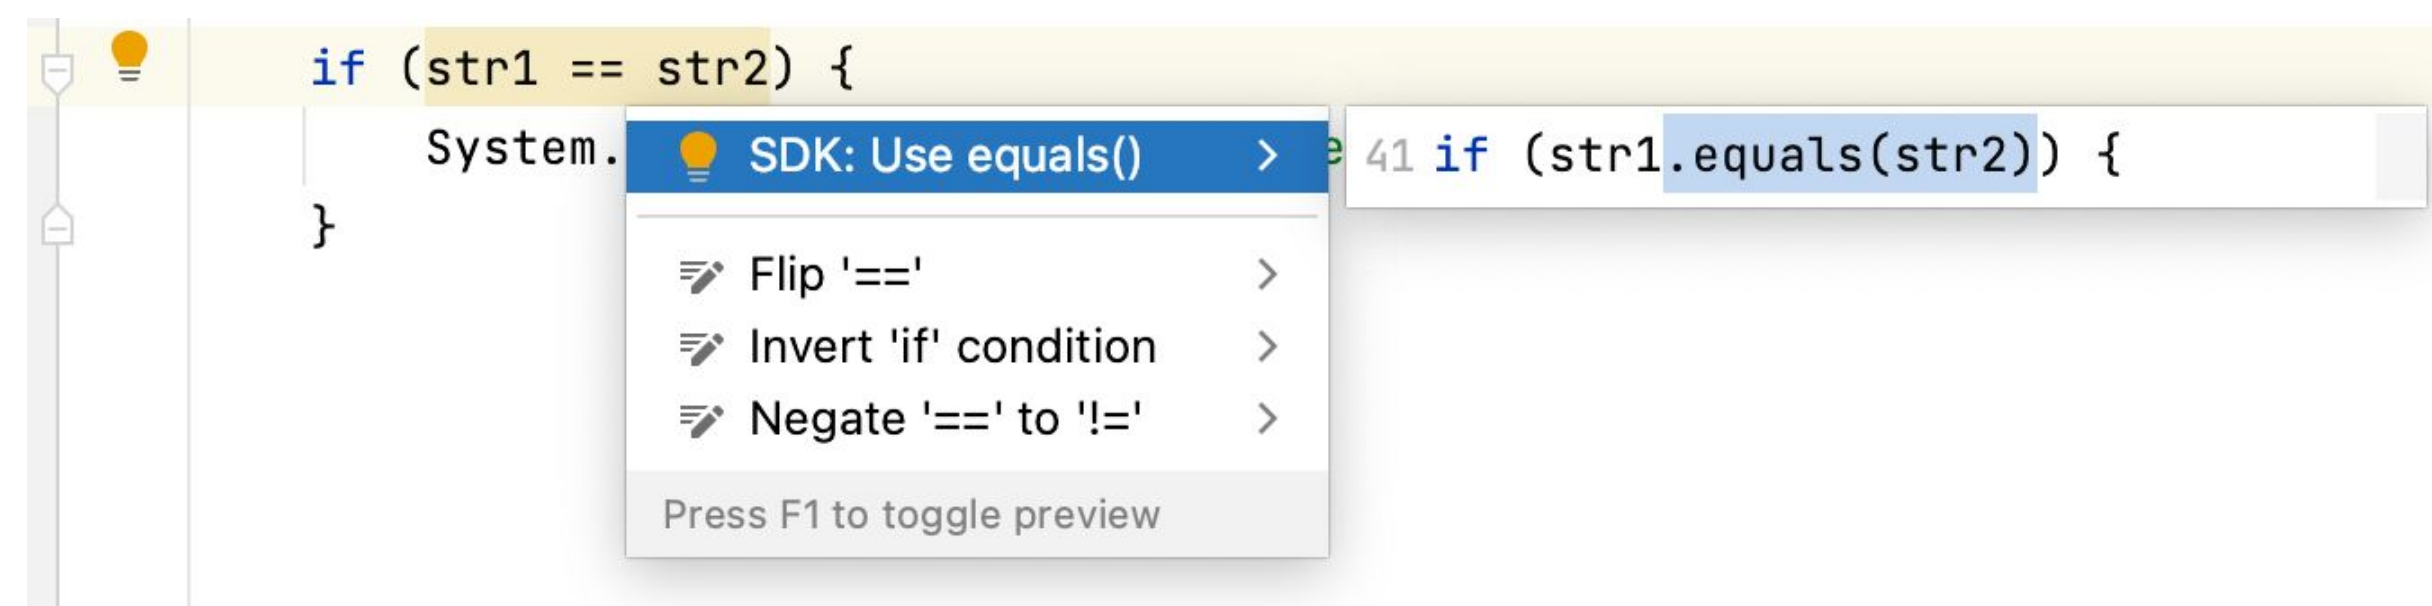 if (str1 == str2) {
System.
SDK: Use equals()
41 if (str1.equals(str2)) {
}
Flip '=='
Invert 'if' condition
Negate '==' to '!='
Press F1 to toggle preview